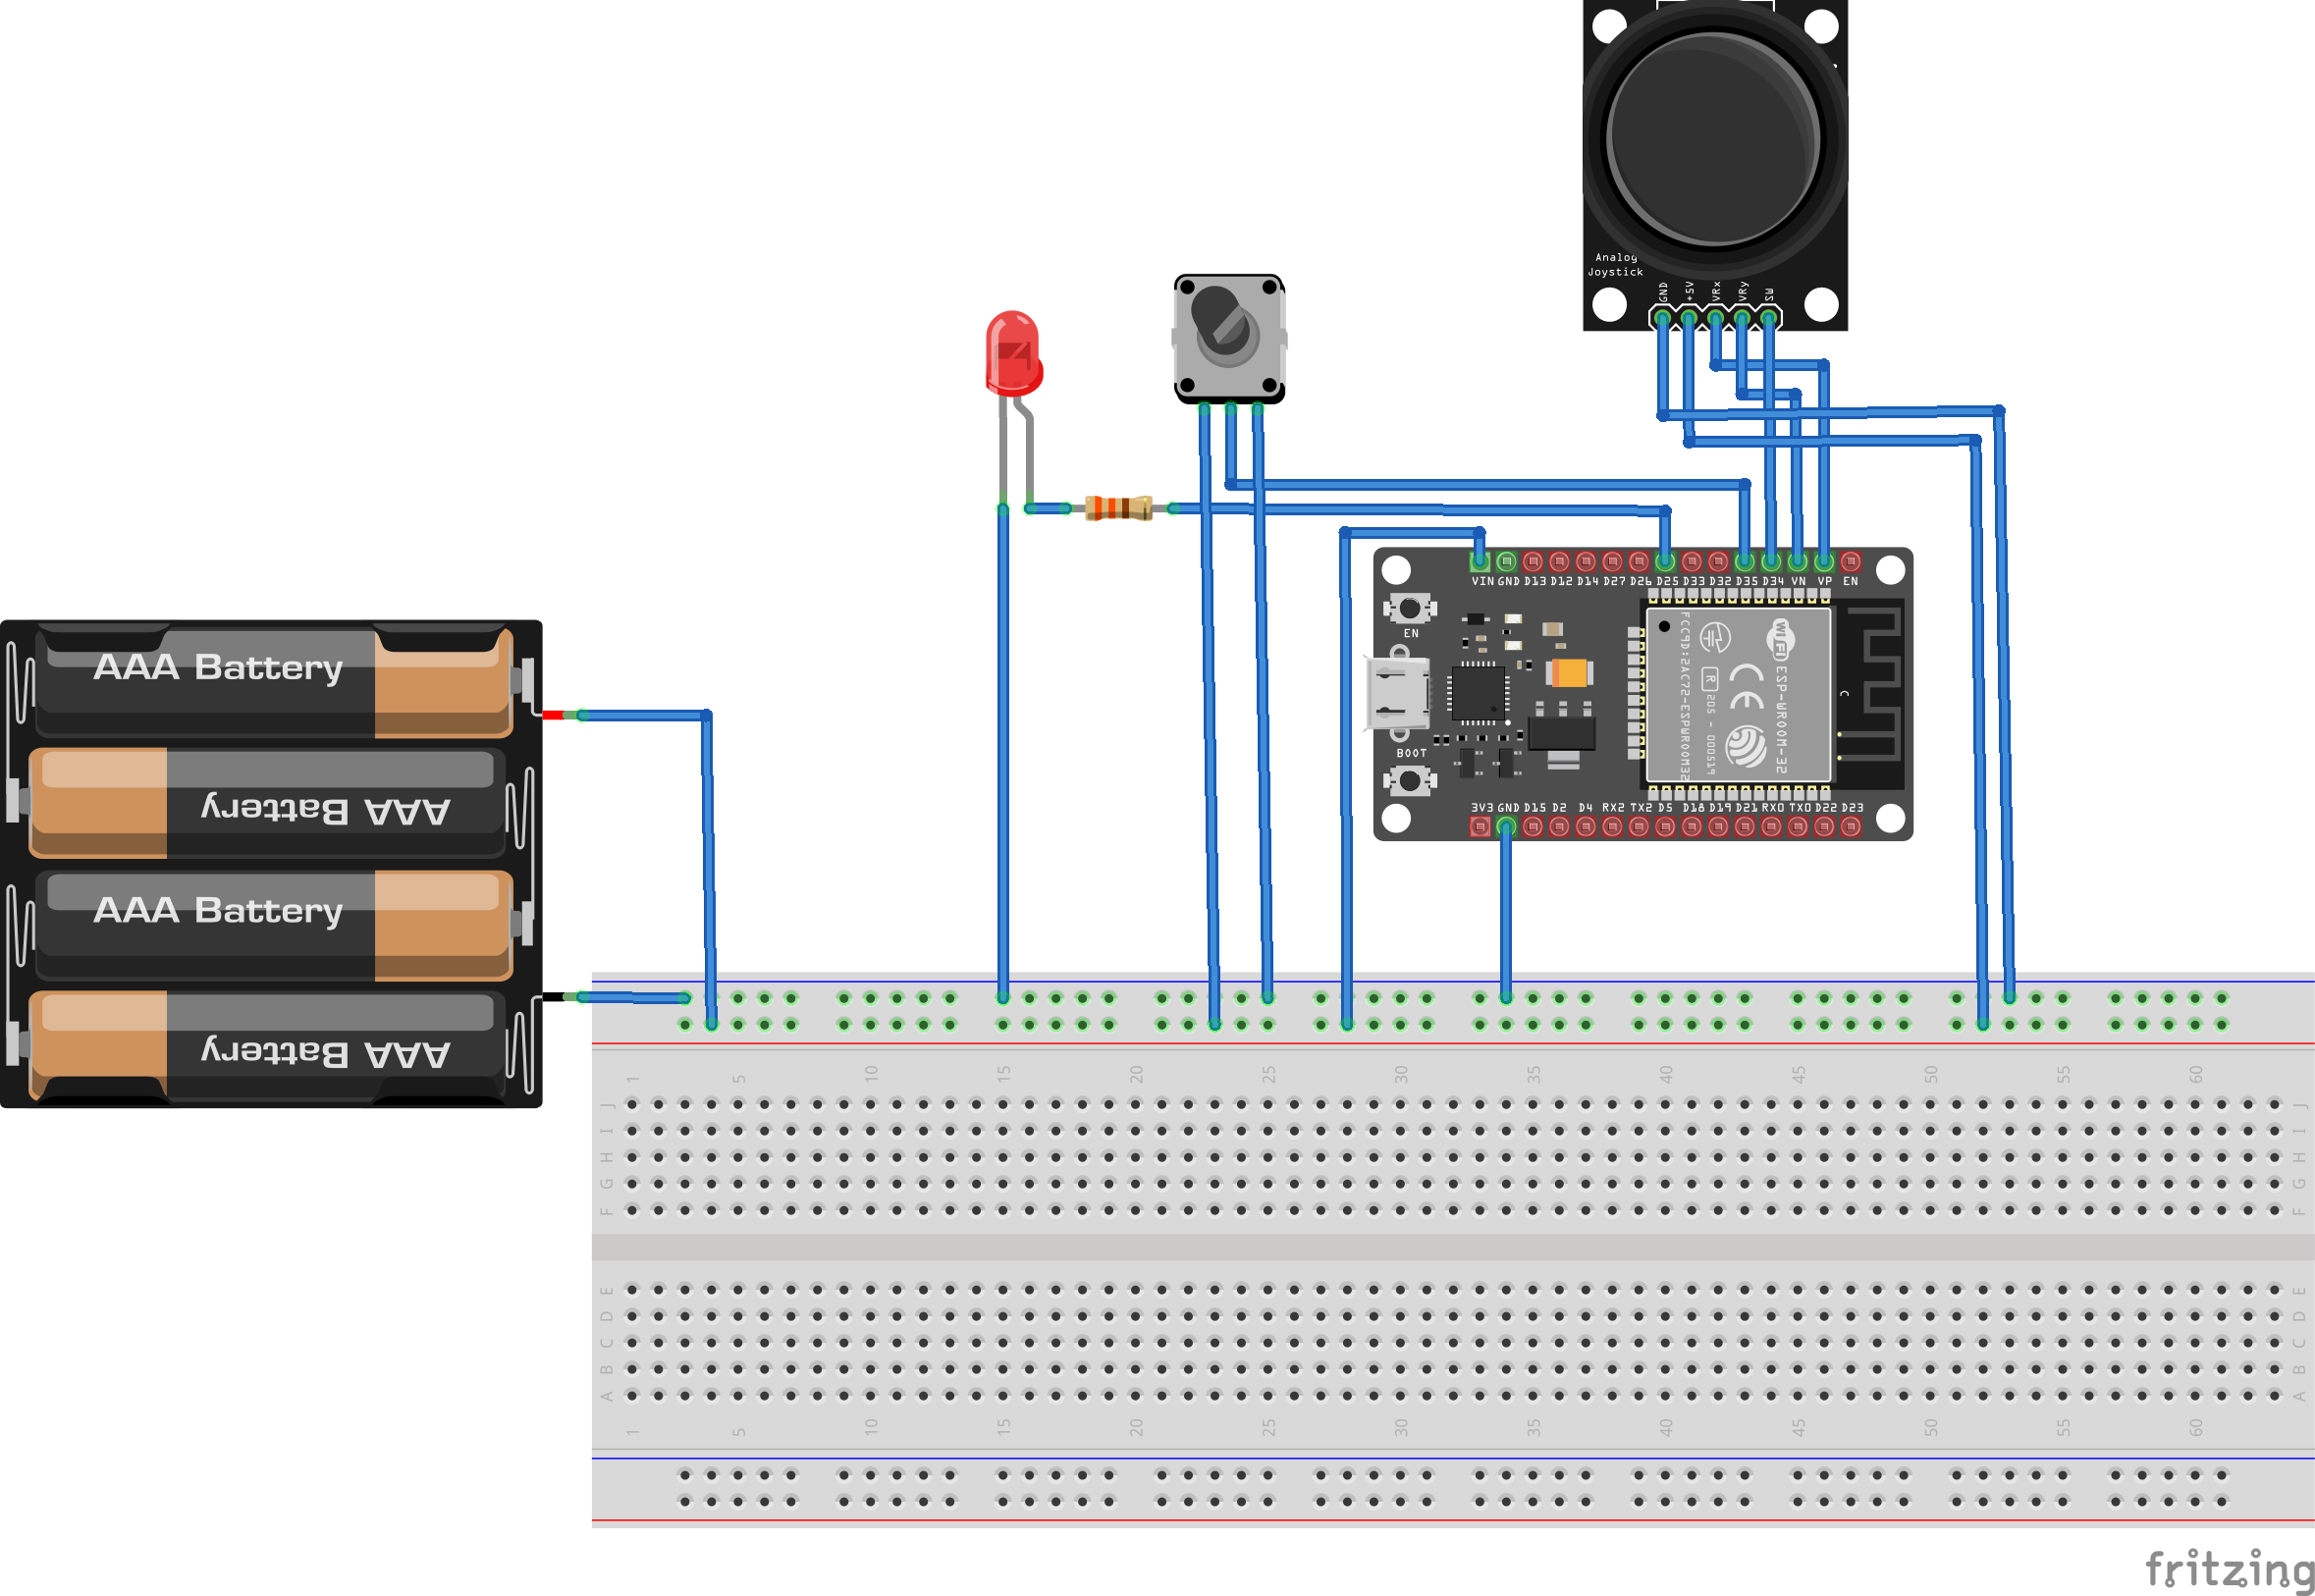 Analog
Joystick
GND
+5V
VRx
VRy
SW
VIN GND D13 D12 D14 D27 D26 D25 D33 D32 D35 D34 VN VP EN
EN
WiFi
ESP-WROOM-32
CE
R
205 - 000519
FCC ID:2AC7Z-ESPWROOM32
C
BOOT
3V3 GND D15 D2 D4 RX2 TX2 D5 D18 D19 D21 RX0 TX0 D22 D23
AAA Battery
AAA Battery
AAA Battery
AAA Battery
1 5 10 15 20 25 30 35 40 45 50 55 60
J J
I I
H H
G G
F F
E E
D D
C C
B B
A A
1 5 10 15 20 25 30 35 40 45 50 55 60
fritzing